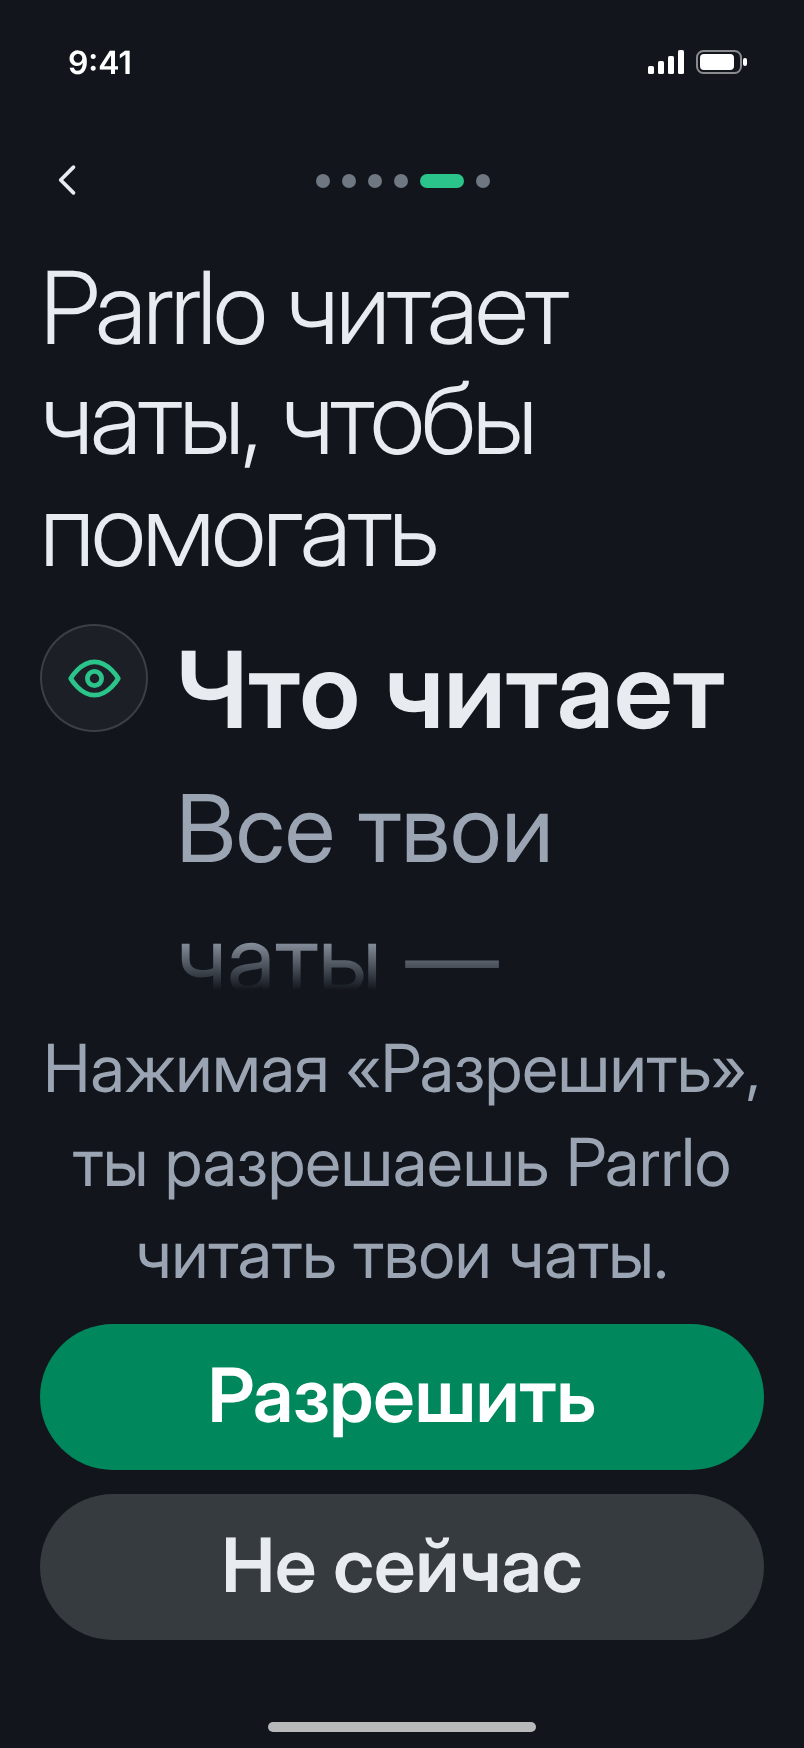 9:41
Parrlo читает
чаты, чтобы
помогать
Что читает
Все твои
чаты —
Нажимая «Разрешить»,
ты разрешаешь Parrlo
читать твои чаты.
Разрешить
Не сейчас